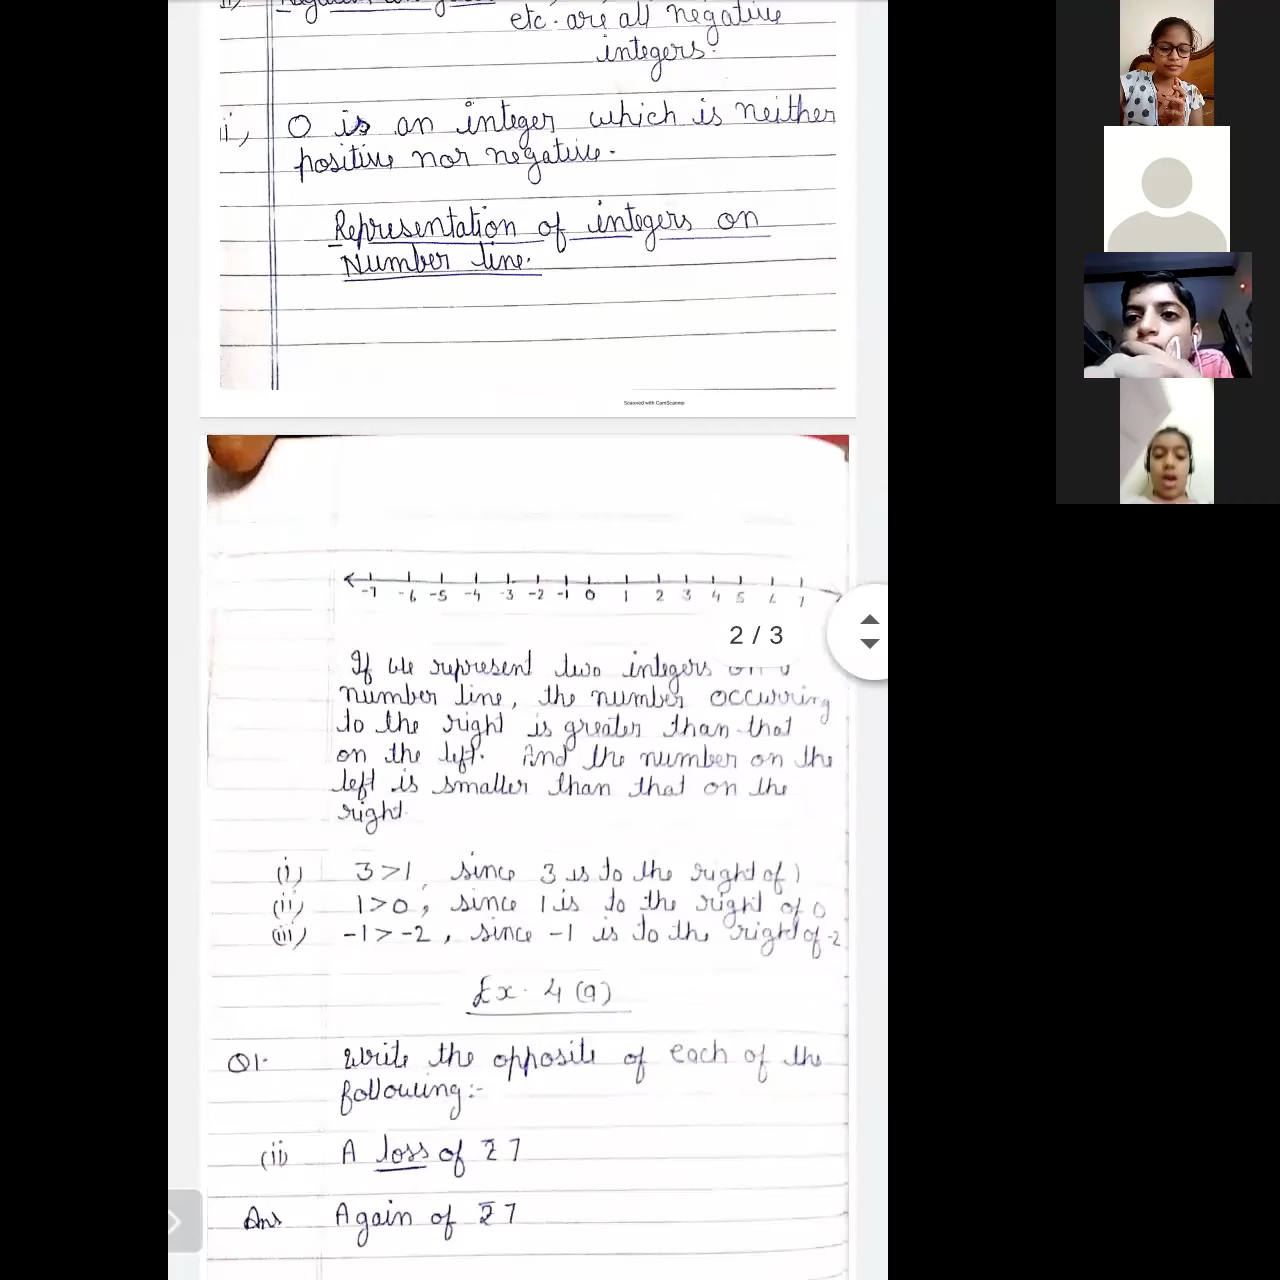 etc. are all negative
integers.
0 is an integer which is neither
positive nor negative.
Representation of integers on
Number line.
Scanned with CamScanner
-7 -6 -5 -4 -3 -2 -1 0 1 2 3 4 5 6 7
2 / 3
If we represent two integers on a
number line, the number occurring
to the right is greater than that
on the left. And the number on the
left is smaller than that on the
right.
(i) 3>1, since 3 is to the right of 1
(ii) 1>0, since 1 is to the right of 0
(iii) -1>-2, since -1 is to the right of -2
Ex. 4(a)
Q1. Write the opposite of each of the
following:-
(ii) A loss of ₹7
Ans A gain of ₹7